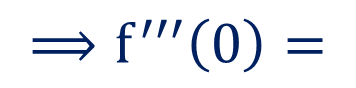 ⟹ f′′′(0) =